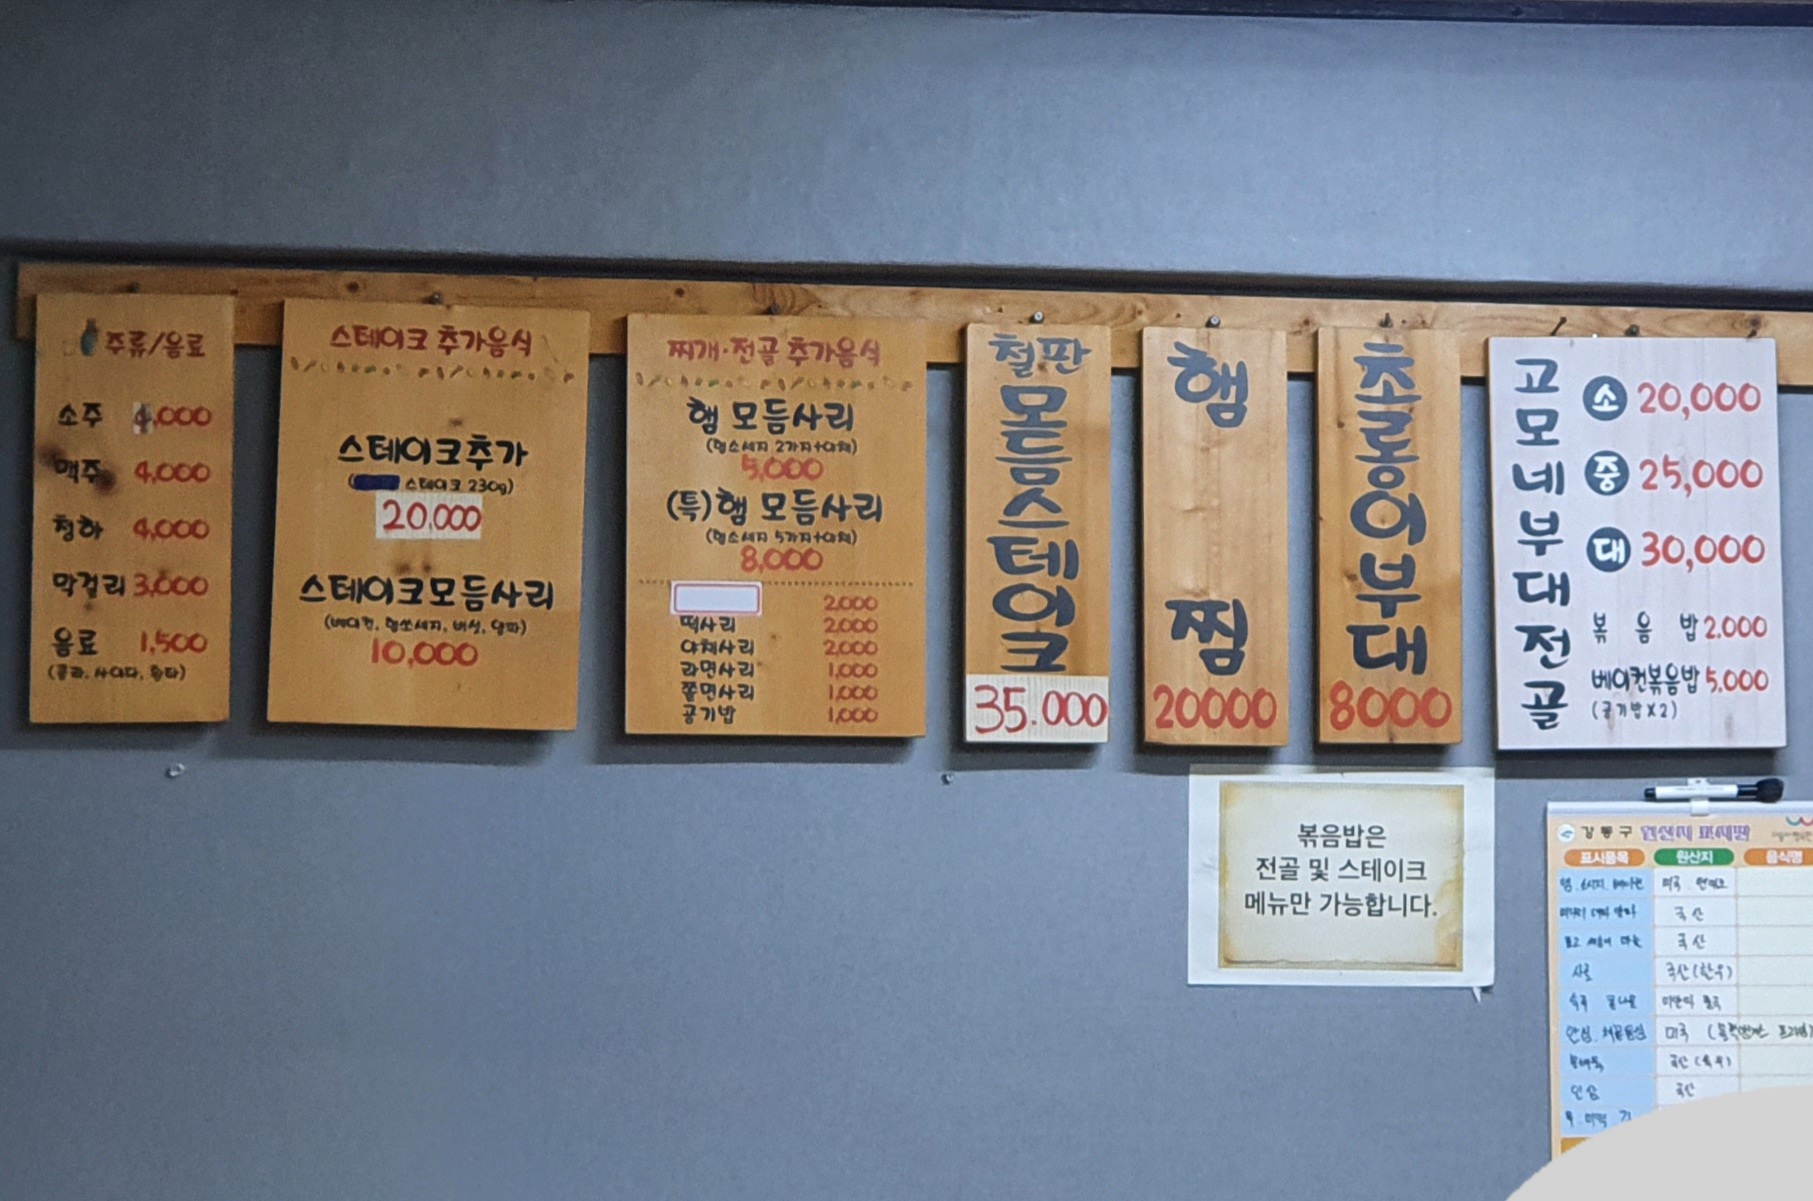 주류/음료
소주 4,000
맥주 4,000
청하 4,000
막걸리 3,000
음료 1,500
(콜라, 사이다, 환타)
스테이크 추가음식
스테이크추가
스테이크 230g)
20,000
스테이크모듬사리
(베이컨, 햄쏘세지, 버섯, 양파)
10,000
찌개·전골 추가음식
햄 모듬사리
(햄소세지 2가지+야채)
5,000
(특)햄 모듬사리
(햄소세지 5가지+야채)
8,000
2,000
떡사리 2,000
야채사리 2,000
라면사리 1,000
쫄면사리 1,000
공기밥 1,000
철판
모듬스테이크
35.000
햄찜
20000
초롱이부대
8000
고모네부대전골
소 20,000
중 25,000
대 30,000
볶음밥 2.000
베이컨볶음밥 5.000
(공기밥X2)
볶음밥은
전골 및 스테이크
메뉴만 가능합니다.
강동구 원산지 표시판
표시품목 원산지 음식명
미국
국산
국산
국산(한우)
미국
국산